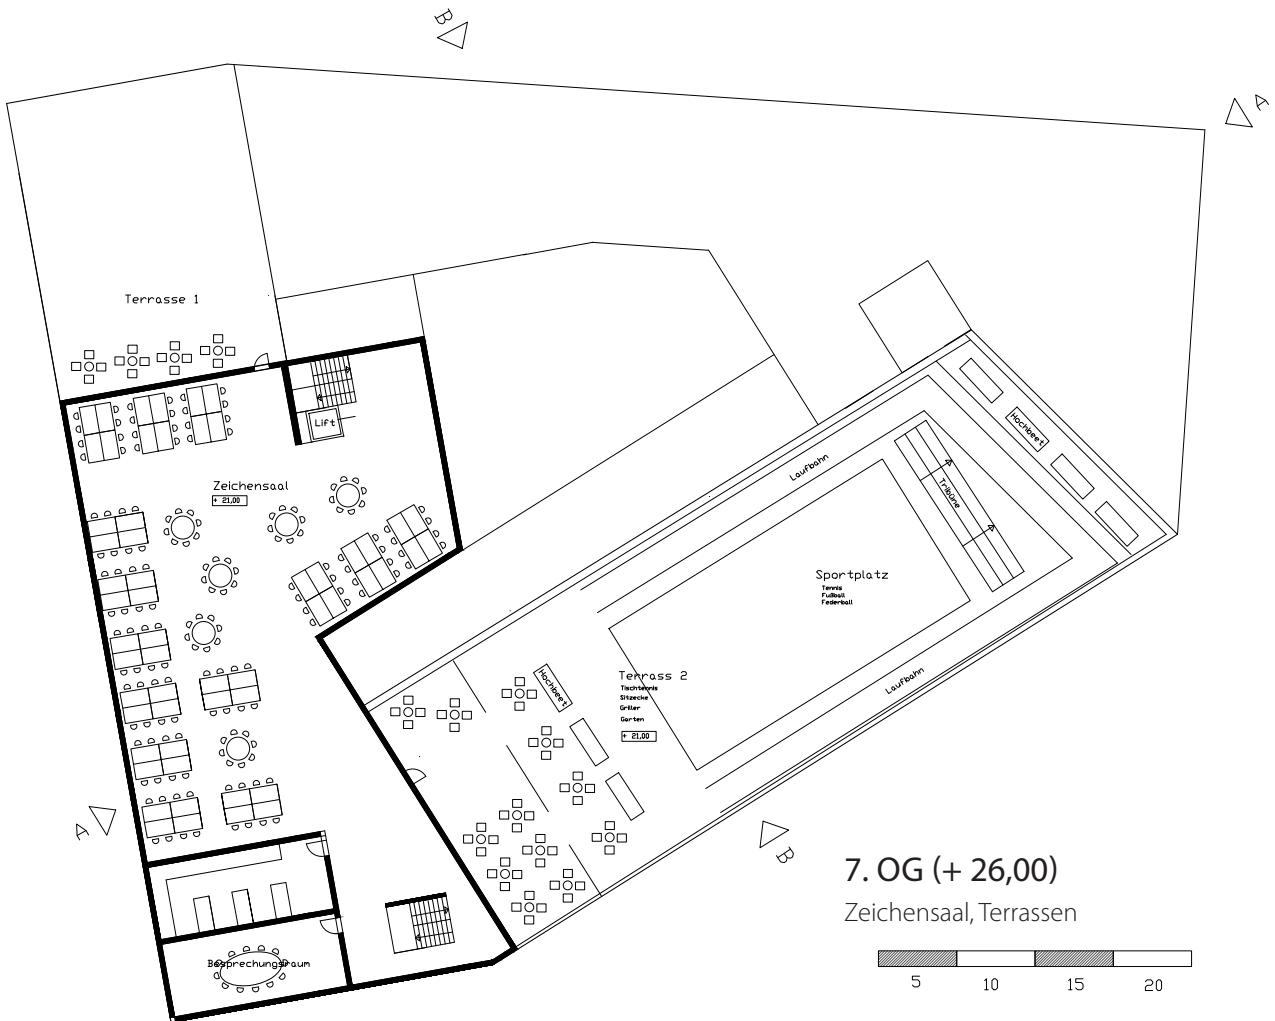 B
A
Terrasse 1
Lift
Zeichensaal
+ 21,00
Hochbeet
Laufbahn
Tribüne
Sportplatz
Tennis
Fußball
Federball
Terrass 2
Tischtennis
Sitzecke
Griller
Garten
+ 21,00
Hochbeet
Laufbahn
A
B
Besprechungsraum
7. OG (+ 26,00)
Zeichensaal, Terrassen
5 10 15 20